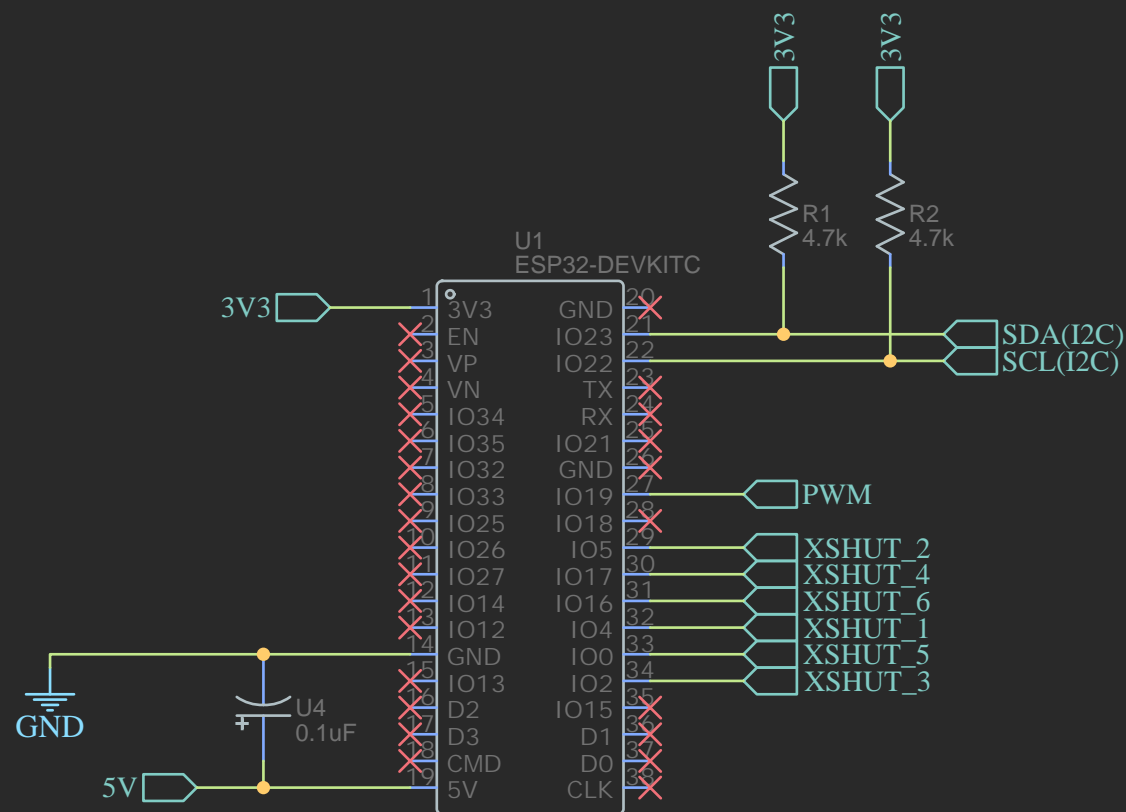 3V3
3V3
R1
4.7k
R2
4.7k
U1
ESP32-DEVKITC
3V3
1
3V3
2
EN
3
VP
4
VN
5
IO34
6
IO35
7
IO32
8
IO33
9
IO25
10
IO26
11
IO27
12
IO14
13
IO12
14
GND
15
IO13
16
D2
17
D3
18
CMD
19
5V
GND
20
IO23
21
IO22
22
TX
23
RX
24
IO21
25
GND
26
IO19
27
IO18
28
IO5
29
IO17
30
IO16
31
IO4
32
IO0
33
IO2
34
IO15
35
D1
36
D0
37
CLK
38
SDA(I2C)
SCL(I2C)
PWM
XSHUT_2
XSHUT_4
XSHUT_6
XSHUT_1
XSHUT_5
XSHUT_3
GND
+
U4
0.1uF
5V